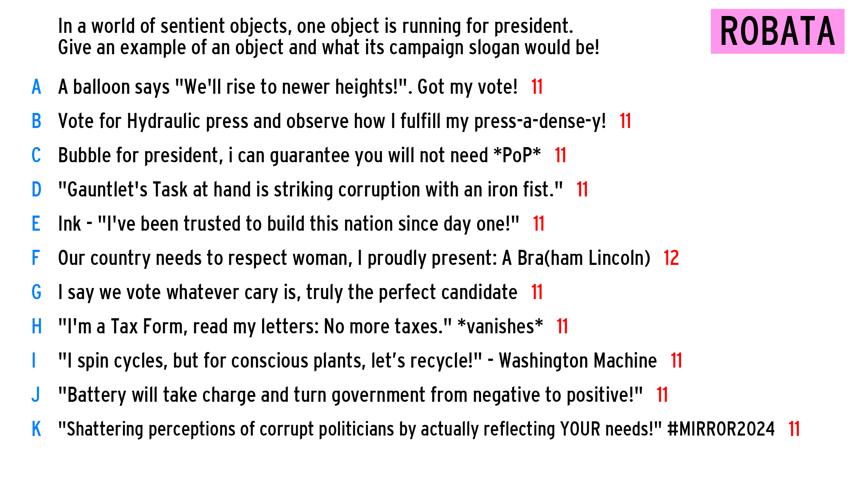 In a world of sentient objects, one object is running for president.
Give an example of an object and what its campaign slogan would be!
ROBATA
A A balloon says "We'll rise to newer heights!". Got my vote! 11
B Vote for Hydraulic press and observe how I fulfill my press-a-dense-y! 11
C Bubble for president, i can guarantee you will not need *PoP* 11
D "Gauntlet's Task at hand is striking corruption with an iron fist." 11
E Ink - "I've been trusted to build this nation since day one!" 11
F Our country needs to respect woman, I proudly present: A Bra(ham Lincoln) 12
G I say we vote whatever cary is, truly the perfect candidate 11
H "I'm a Tax Form, read my letters: No more taxes." *vanishes* 11
I "I spin cycles, but for conscious plants, let's recycle!" - Washington Machine 11
J "Battery will take charge and turn government from negative to positive!" 11
K "Shattering perceptions of corrupt politicians by actually reflecting YOUR needs!" #MIRROR2024 11